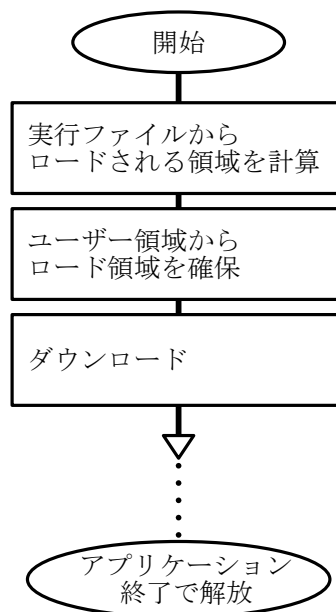 開始
実行ファイルから
ロードされる領域を計算
ユーザー領域から
ロード領域を確保
ダウンロード
アプリケーション
終了で解放